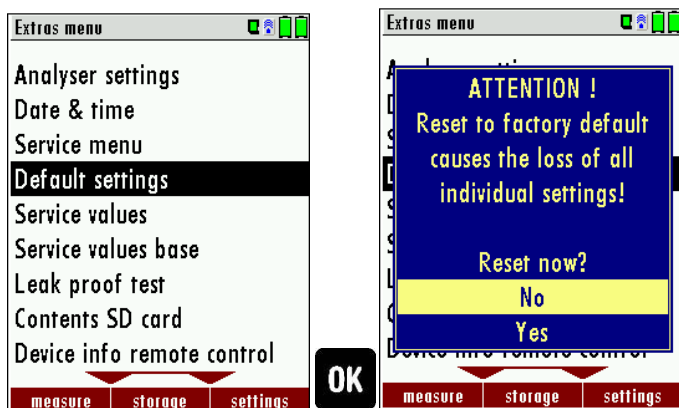 Extras menu
Analyser settings
Date & time
Service menu
Default settings
Service values
Service values base
Leak proof test
Contents SD card
Device info remote control
measure storage settings
OK
Extras menu
ATTENTION !
Reset to factory default
causes the loss of all
individual settings!
Reset now?
No
Yes
measure storage settings